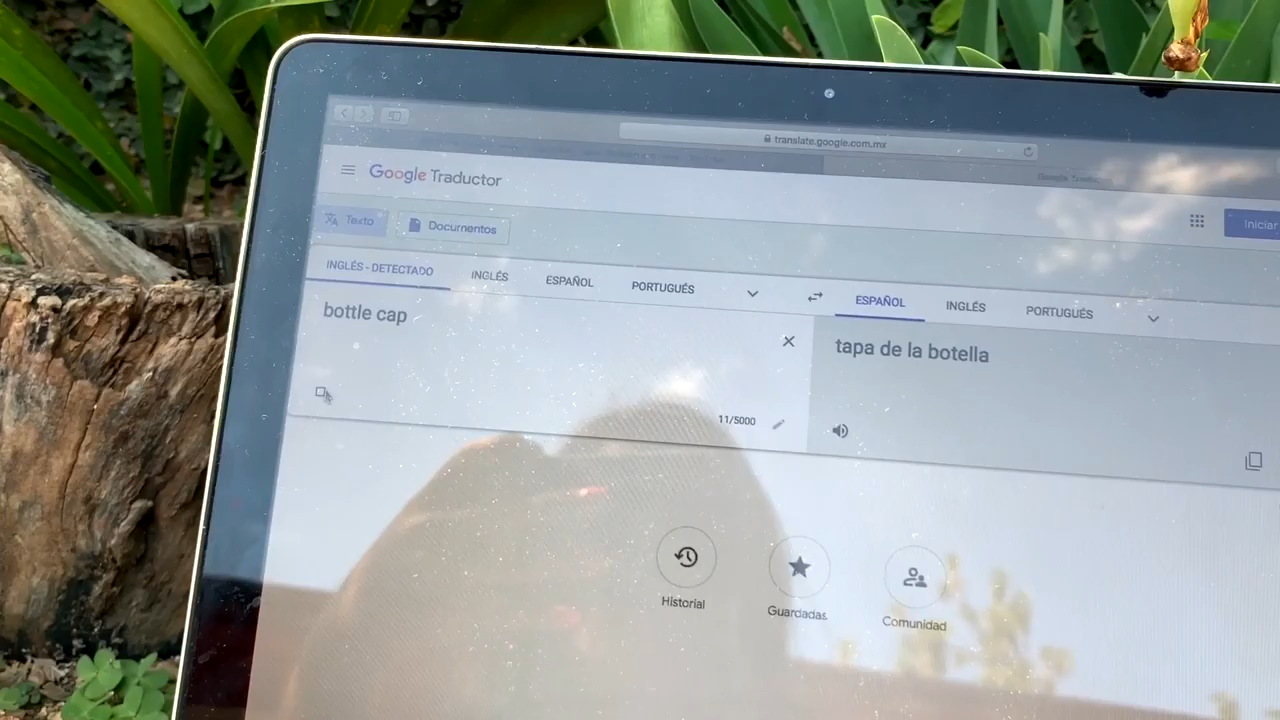 translate.google.com.mx
Google Traductor
Texto
Documentos
Iniciar
INGLÉS - DETECTADO
INGLÉS
ESPAÑOL
PORTUGUÉS
ESPAÑOL
INGLÉS
PORTUGUÉS
bottle cap
tapa de la botella
11/5000
Historial
Guardadas
Comunidad